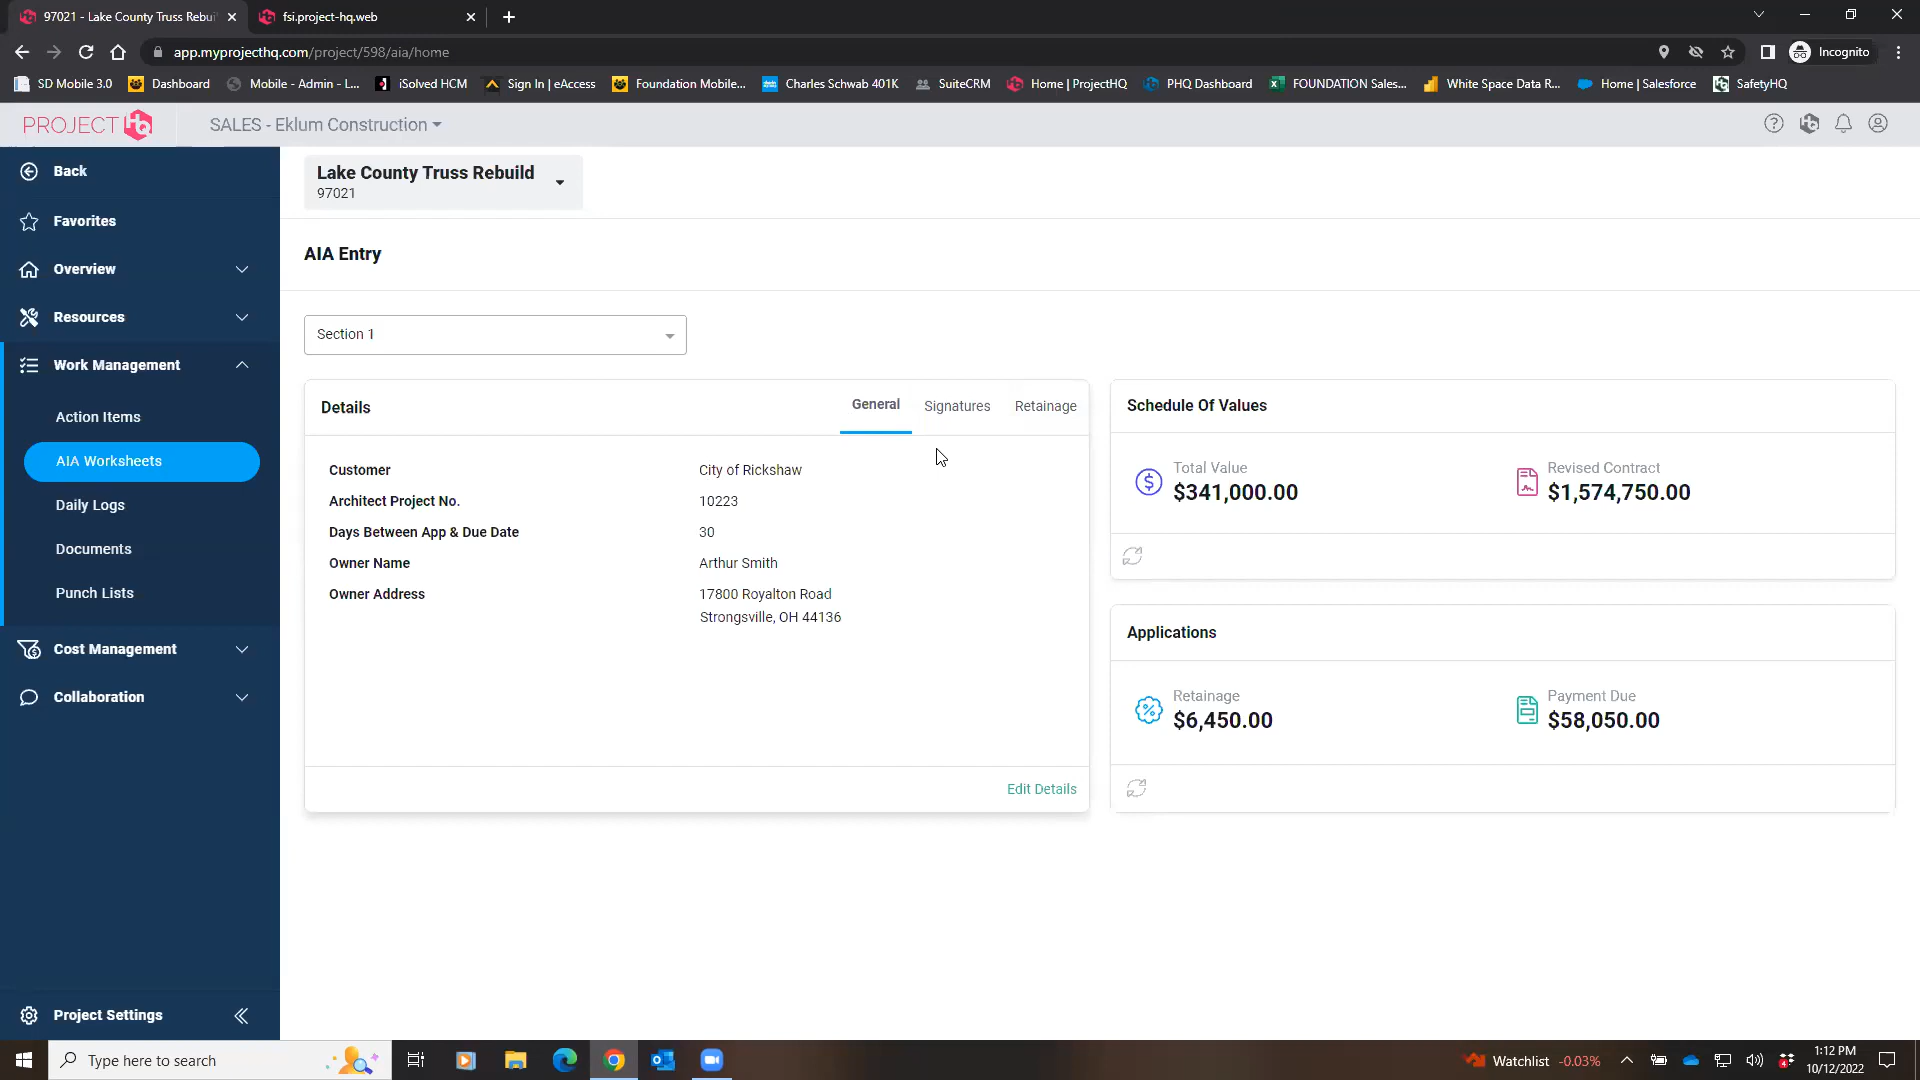 97021 - Lake County Truss Rebui
fsi.project-hq.web
app.myprojecthq.com/project/598/aia/home
Incognito
SD Mobile 3.0
Dashboard
Mobile - Admin - L...
iSolved HCM
Sign In | eAccess
Foundation Mobile...
Charles Schwab 401K
SuiteCRM
Home | ProjectHQ
PHQ Dashboard
FOUNDATION Sales...
White Space Data R...
Home | Salesforce
SafetyHQ
PROJECT HQ
SALES - Eklum Construction
Back
Favorites
Overview
Resources
Work Management
Action Items
AIA Worksheets
Daily Logs
Documents
Punch Lists
Cost Management
Collaboration
Project Settings
Lake County Truss Rebuild
97021
AIA Entry
Section 1
Details
General
Signatures
Retainage
Customer
City of Rickshaw
Architect Project No.
10223
Days Between App & Due Date
30
Owner Name
Arthur Smith
Owner Address
17800 Royalton Road
Strongsville, OH 44136
Edit Details
Schedule Of Values
Total Value
$341,000.00
Revised Contract
$1,574,750.00
Applications
Retainage
$6,450.00
Payment Due
$58,050.00
Type here to search
Watchlist -0.03%
1:12 PM
10/12/2022